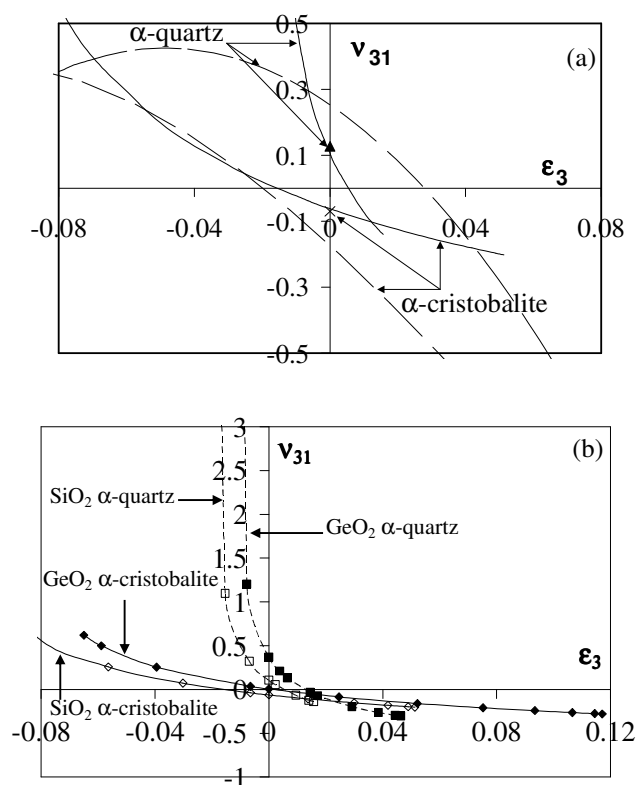 0.5
α-quartz
ν31
(a)
0.3
0.1
ε3
-0.08
-0.04
-0.1
0
0.04
0.08
α-cristobalite
-0.3
-0.5
3
ν31
(b)
2.5
SiO2 α-quartz
2
GeO2 α-quartz
1.5
GeO2 α-cristobalite
1
0.5
ε3
0
SiO2 α-cristobalite
-0.08
-0.04
-0.5
0
0.04
0.08
0.12
-1